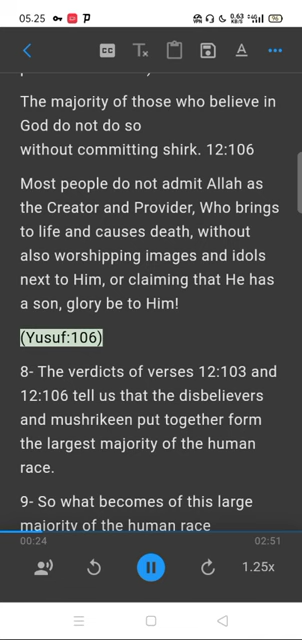 05.25
0.63
KB/S
4G
CC
The majority of those who believe in
God do not do so
without committing shirk. 12:106
Most people do not admit Allah as
the Creator and Provider, Who brings
to life and causes death, without
also worshipping images and idols
next to Him, or claiming that He has
a son, glory be to Him!
(Yusuf:106)
8- The verdicts of verses 12:103 and
12:106 tell us that the disbelievers
and mushrikeen put together form
the largest majority of the human
race.
9- So what becomes of this large
majority of the human race
00:24
02:51
1.25x